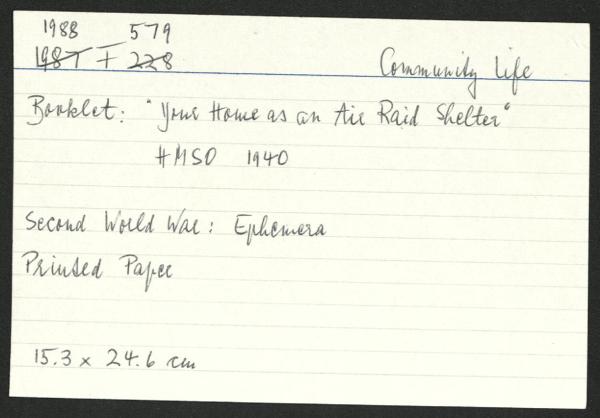 1988 579
1987 I 228
Community Life
Booklet: "Your Home as an Air Raid Shelter"
HMSO 1940
Second World War: Ephemera
Printed Paper
15.3 x 24.6 cm